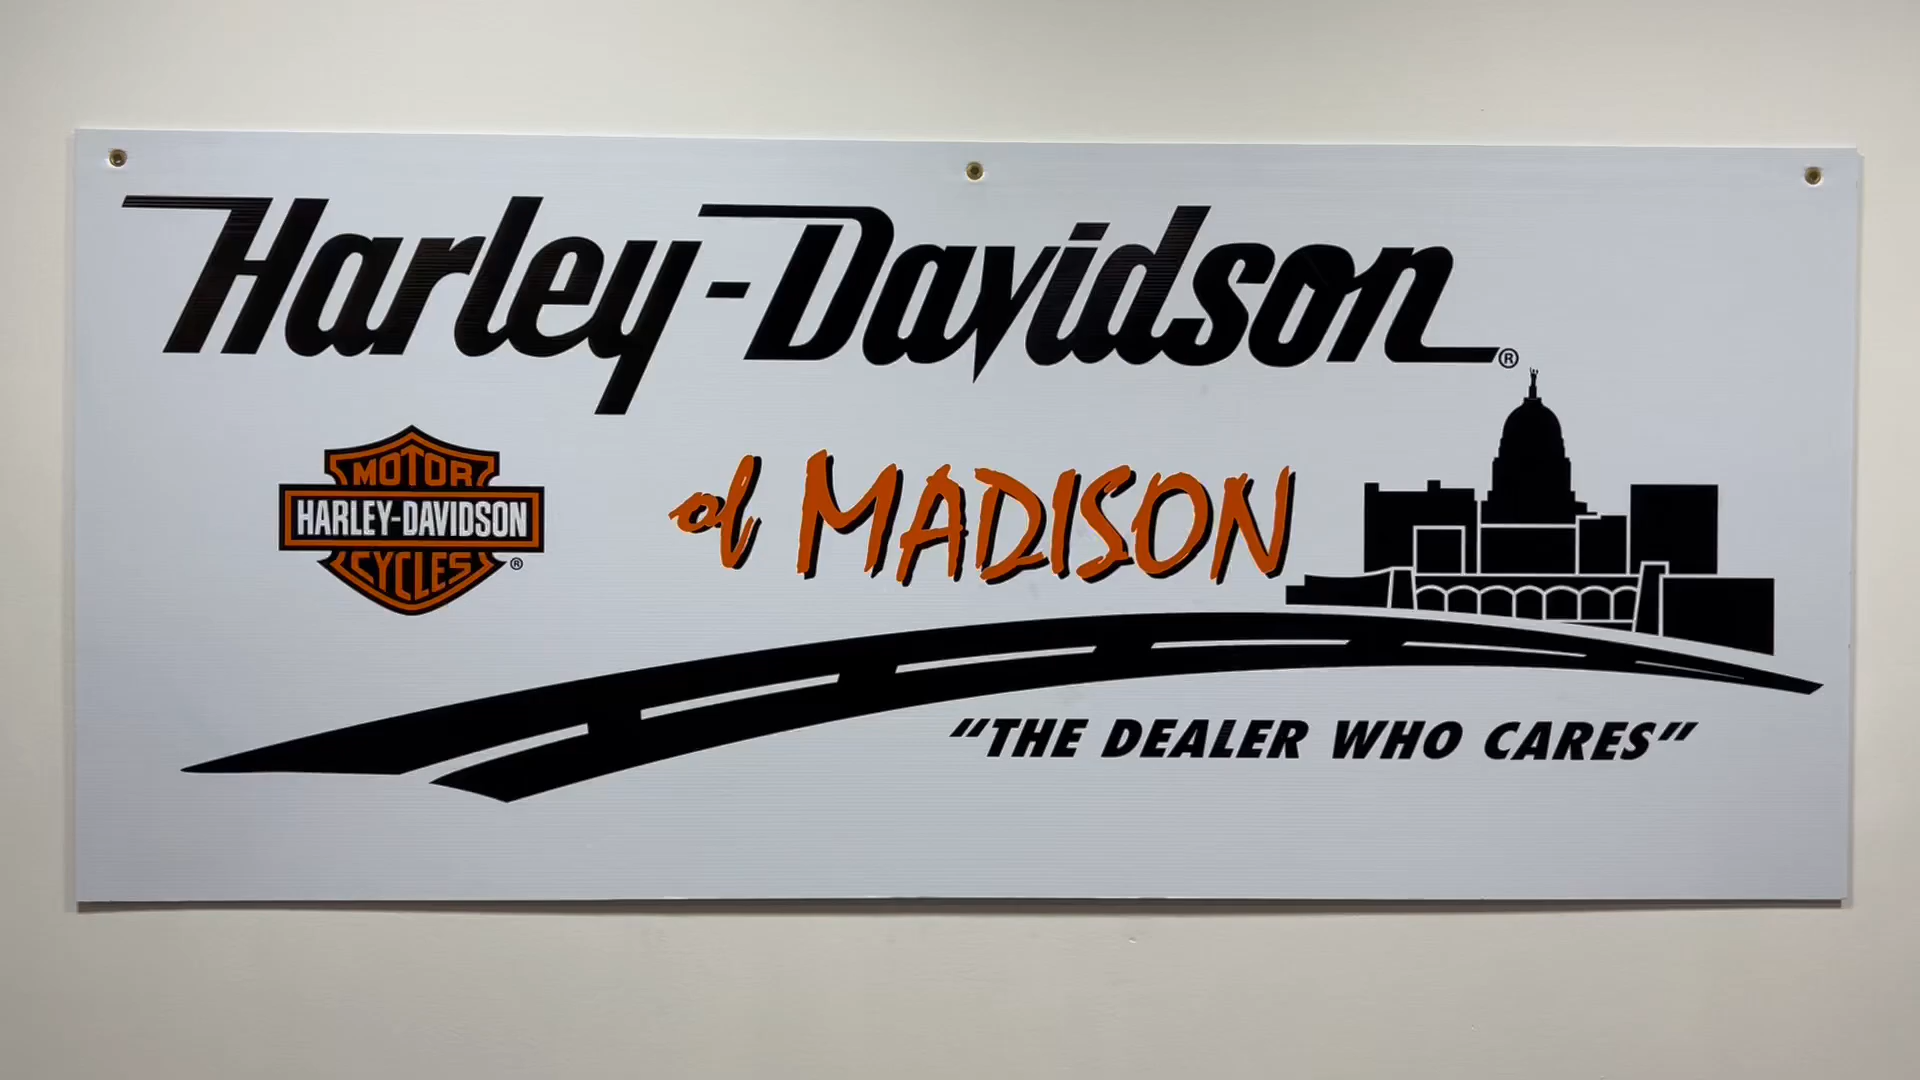 Harley-Davidson®
MOTOR
HARLEY-DAVIDSON
CYCLES®
of MADISON
"THE DEALER WHO CARES"